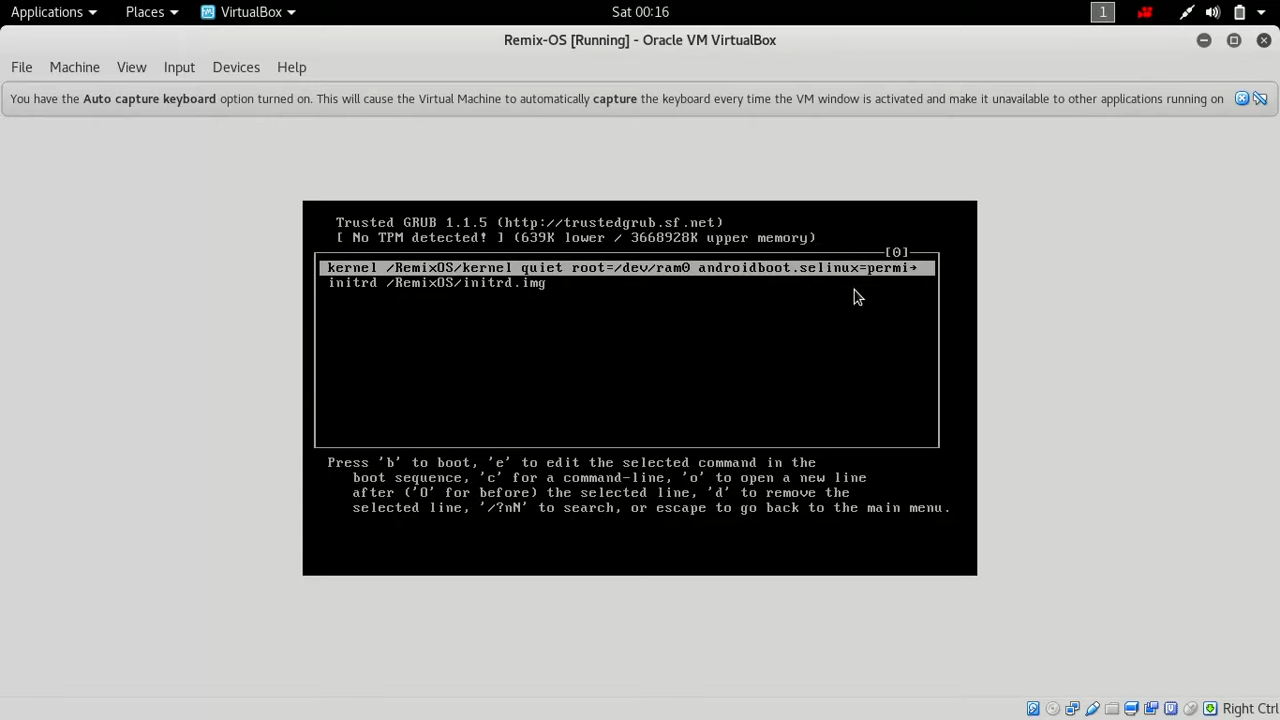 Applications Places VirtualBox Sat 00:16 1
Remix-OS [Running] - Oracle VM VirtualBox
File Machine View Input Devices Help
You have the Auto capture keyboard option turned on. This will cause the Virtual Machine to automatically capture the keyboard every time the VM window is activated and make it unavailable to other applications running on
Trusted GRUB 1.1.5 (http://trustedgrub.sf.net)
[ No TPM detected! ] (639K lower / 3668928K upper memory)
[0]
kernel /RemixOS/kernel quiet root=/dev/ram0 androidboot.selinux=permi→
initrd /RemixOS/initrd.img
Press 'b' to boot, 'e' to edit the selected command in the
boot sequence, 'c' for a command-line, 'o' to open a new line
after ('O' for before) the selected line, 'd' to remove the
selected line, '/?nN' to search, or escape to go back to the main menu.
Right Ctrl